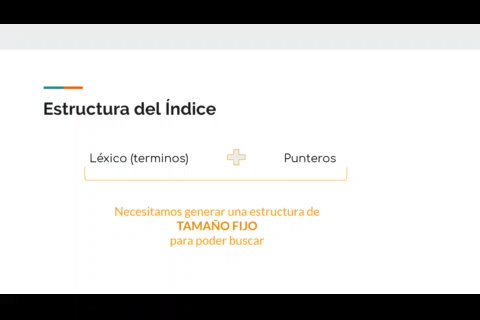 Estructura del Índice
Léxico (terminos) Punteros
Necesitamos generar una estructura de
TAMAÑO FIJO
para poder buscar